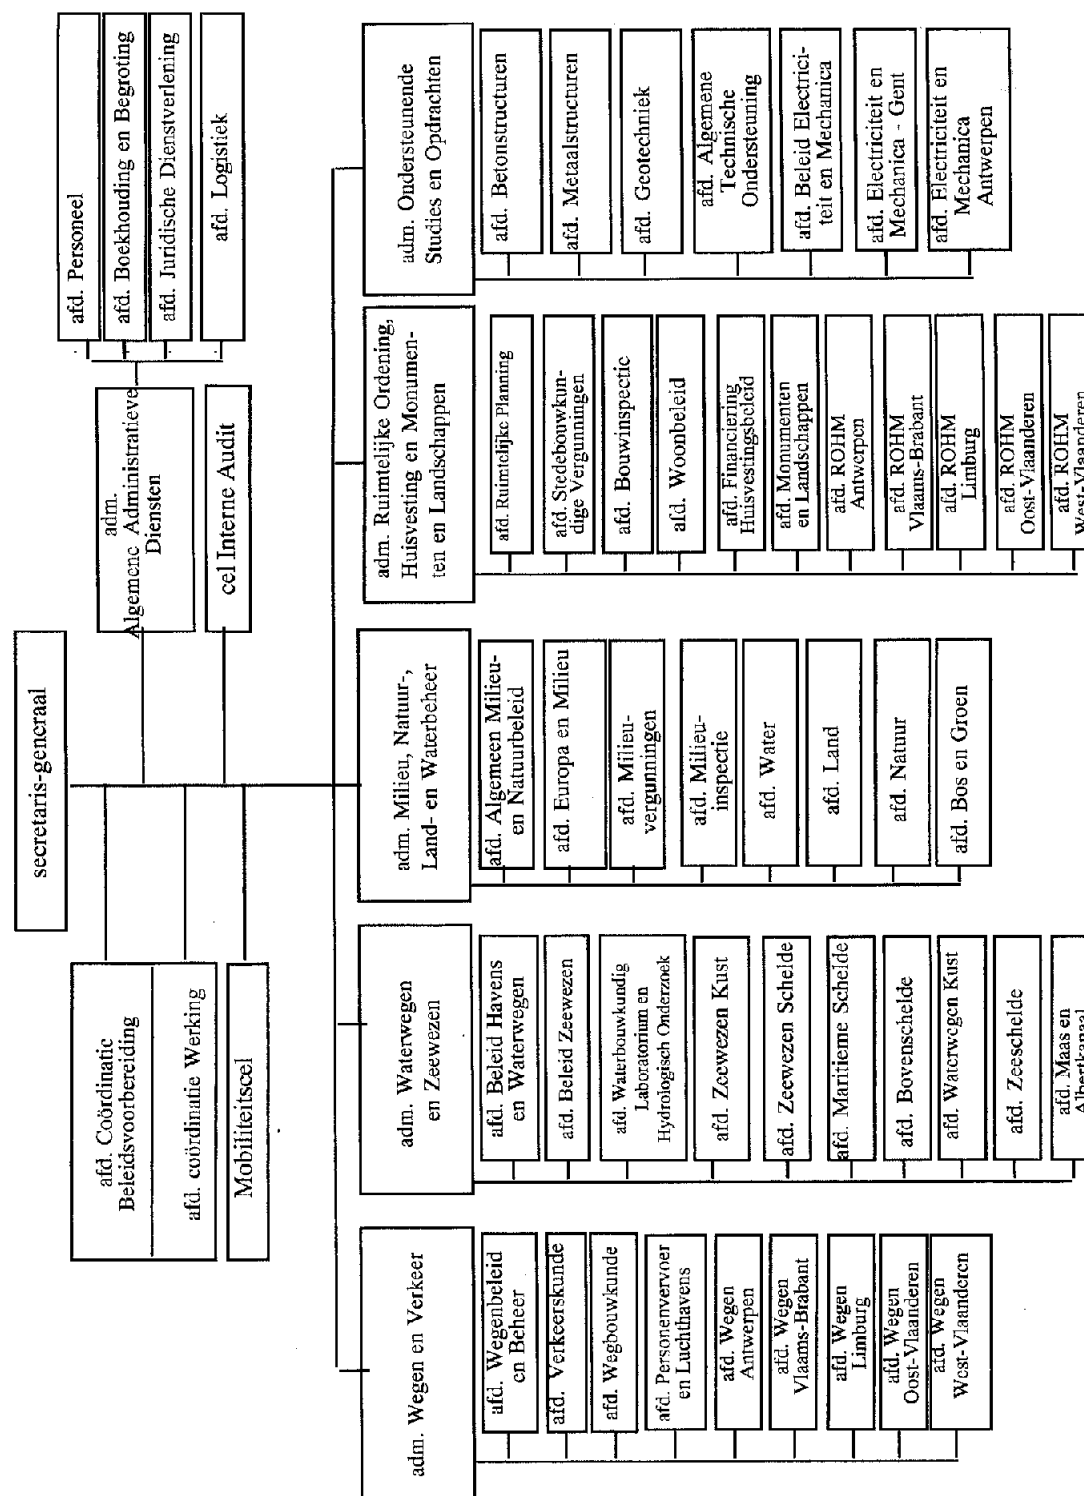 secretaris-generaal
afd. Coördinatie
Beleidsvoorbereiding
afd. coördinatie Werking
Mobiliteitscel
adm.
Algemene Administratieve
Diensten
cel Interne Audit
afd. Personeel
afd. Boekhouding en Begroting
afd. Juridische Dienstverlening
afd. Logistiek
adm. Wegen en Verkeer
afd. Wegenbeleid
en Beheer
afd. Verkeerskunde
afd. Wegbouwkunde
afd. Personenvervoer
en Luchthavens
afd. Wegen
Antwerpen
afd. Wegen
Vlaams-Brabant
afd. Wegen
Limburg
afd. Wegen
Oost-Vlaanderen
afd. Wegen
West-Vlaanderen
adm. Waterwegen
en Zeewezen
afd. Beleid Havens
en Waterwegen
afd. Beleid Zeewezen
afd. Waterbouwkundig
Laboratorium en
Hydrologisch Onderzoek
afd. Zeewezen Kust
afd. Zeewezen Schelde
afd. Maritieme Schelde
afd. Bovenschelde
afd. Waterwegen Kust
afd. Zeeschelde
afd. Maas en
Albertkanaal
adm. Milieu, Natuur-,
Land- en Waterbeheer
afd. Algemeen Milieu-
en Natuurbeleid
afd. Europa en Milieu
afd. Milieu-
vergunningen
afd. Milieu-
inspectie
afd. Water
afd. Land
afd. Natuur
afd. Bos en Groen
adm. Ruimtelijke Ordening,
Huisvesting en Monumen-
ten en Landschappen
afd. Ruimtelijke Planning
afd. Stedebouwkun-
dige Vergunningen
afd. Bouwinspectie
afd. Woonbeleid
afd. Financiering
Huisvestingsbeleid
afd. Monumenten
en Landschappen
afd. ROHM
Antwerpen
afd. ROHM
Vlaams-Brabant
afd. ROHM
Limburg
afd. ROHM
Oost-Vlaanderen
afd. ROHM
West-Vlaanderen
adm. Ondersteunende
Studies en Opdrachten
afd. Betonstructuren
afd. Metaalstructuren
afd. Geotechniek
afd. Algemene
Technische
Ondersteuning
afd. Beleid Electrici-
teit en Mechanica
afd. Electriciteit en
Mechanica - Gent
afd. Electriciteit en
Mechanica
Antwerpen